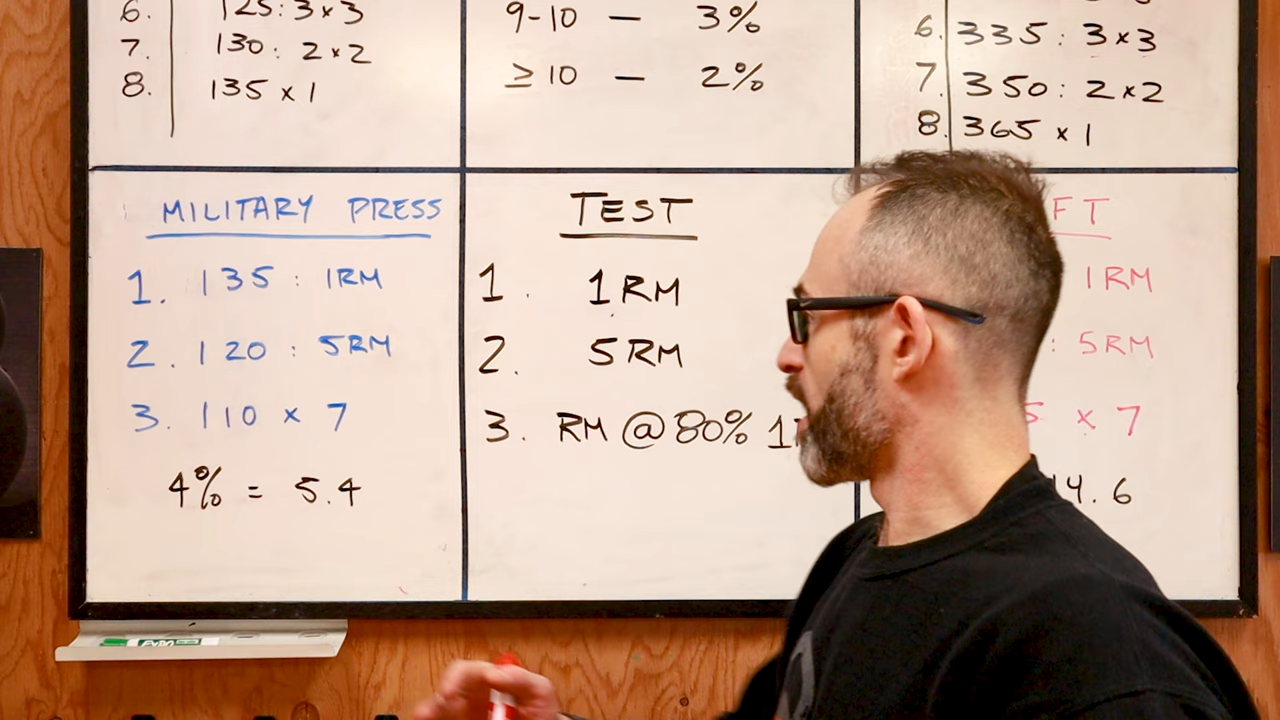 6. 125: 3x3
7. 130: 2x2
8. 135 x 1
9-10 — 3%
≥10 — 2%
6. 335: 3x3
7. 350: 2x2
8. 365 x 1
MILITARY PRESS
1. 135 : 1RM
2. 120 : 5RM
3. 110 x 7
4% = 5.4
TEST
1. 1RM
2. 5RM
3. RM @ 80% 1
FT
1RM
: 5RM
x 7
4.6